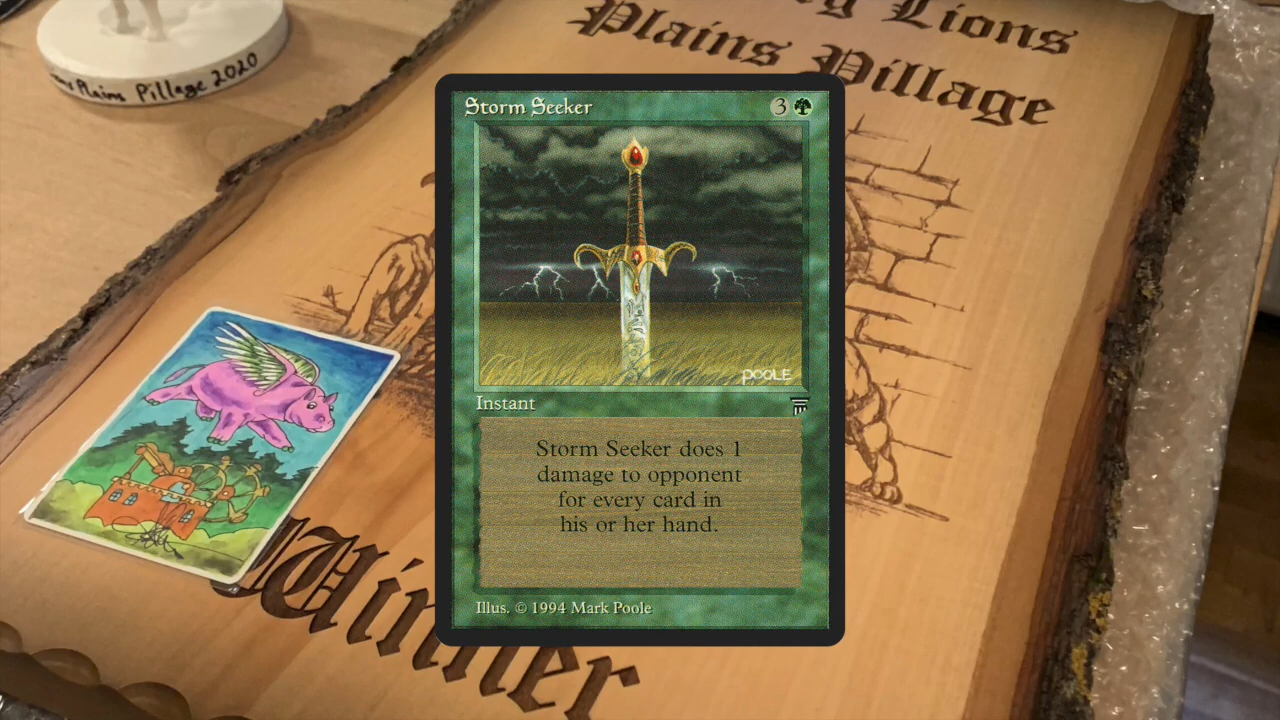 Plains Pillage 2020
Lions
Plains Pillage
Storm Seeker 3
POOLE
Instant
Storm Seeker does 1
damage to opponent
for every card in
his or her hand.
Illus. © 1994 Mark Poole
Winner